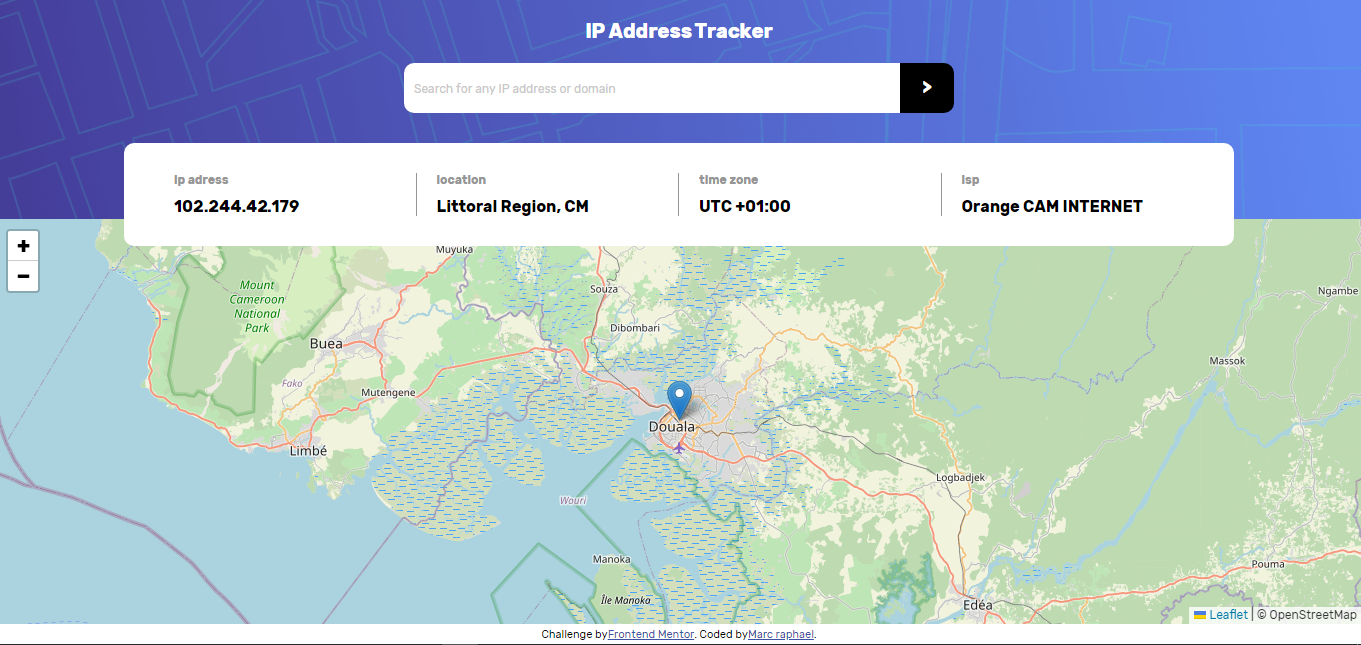 IP Address Tracker
Search for any IP address or domain
>
Ip adress
location
time zone
isp
102.244.42.179
Littoral Region, CM
UTC +01:00
Orange CAM INTERNET
+
−
Muyuka
Mount
Cameroon
National
Park
Souza
Ngambe
Dibombari
Buea
Massok
Fako
Mutengene
Douala
Limbé
Logbadjek
Wouri
Manoka
Pouma
Île Manoka
Edéa
Leaflet | © OpenStreetMap
Challenge byFrontend Mentor. Coded byMarc raphael.